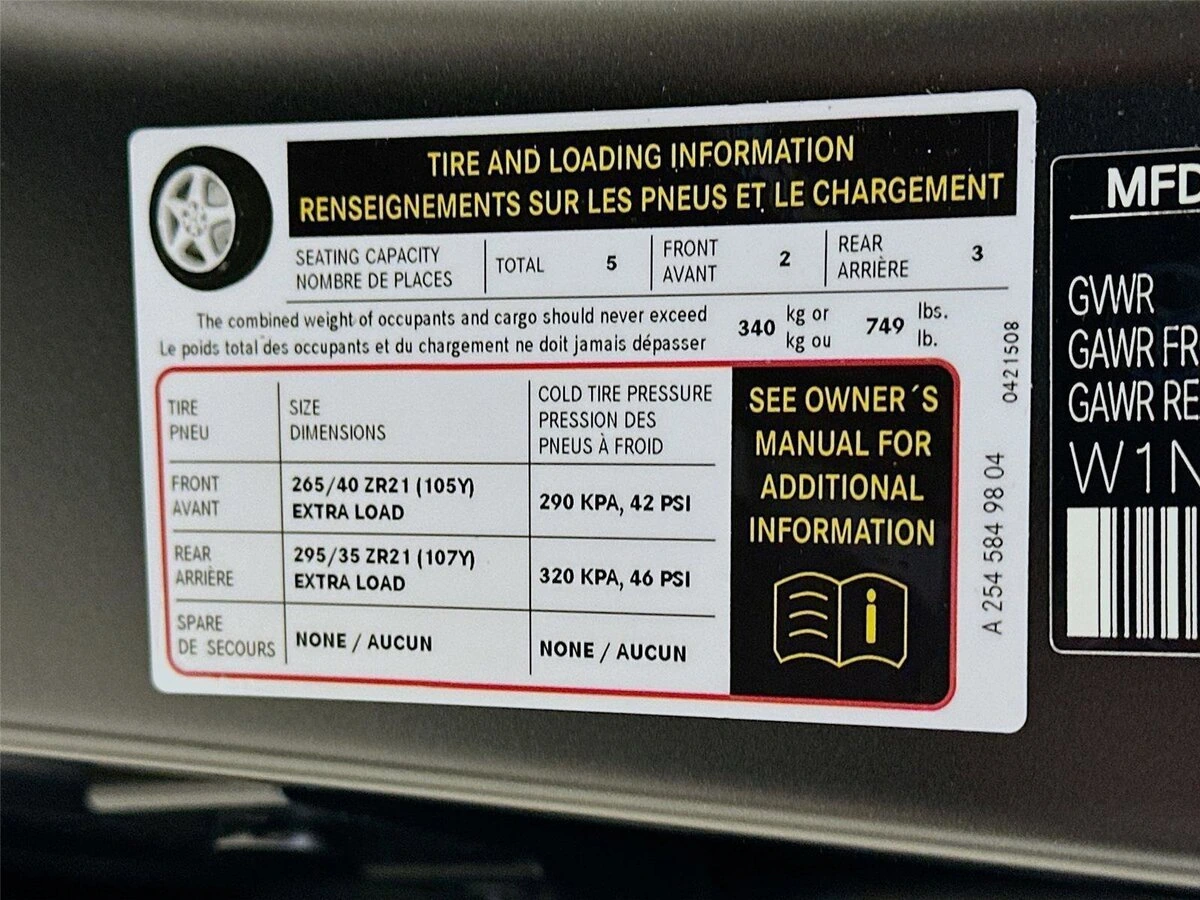 TIRE AND LOADING INFORMATION
RENSEIGNEMENTS SUR LES PNEUS ET LE CHARGEMENT
SEATING CAPACITY
NOMBRE DE PLACES
TOTAL 5
FRONT
AVANT
2
REAR
ARRIÈRE
3
The combined weight of occupants and cargo should never exceed
Le poids total des occupants et du chargement ne doit jamais dépasser
340
kg or
kg ou
749
lbs.
lb.
TIRE
PNEU
SIZE
DIMENSIONS
COLD TIRE PRESSURE
PRESSION DES
PNEUS À FROID
FRONT
AVANT
265/40 ZR21 (105Y)
EXTRA LOAD
290 KPA, 42 PSI
REAR
ARRIÈRE
295/35 ZR21 (107Y)
EXTRA LOAD
320 KPA, 46 PSI
SPARE
DE SECOURS
NONE / AUCUN
NONE / AUCUN
SEE OWNER´S
MANUAL FOR
ADDITIONAL
INFORMATION
i
0421508
A 254 584 98 04
MFD
GVWR
GAWR FR
GAWR RE
W1N